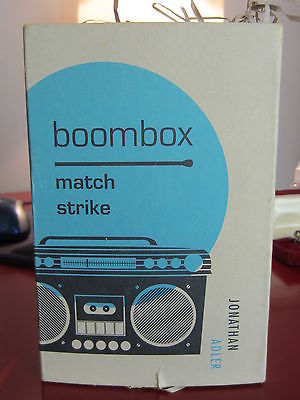 boombox
match
strike
JONATHAN
ADLER